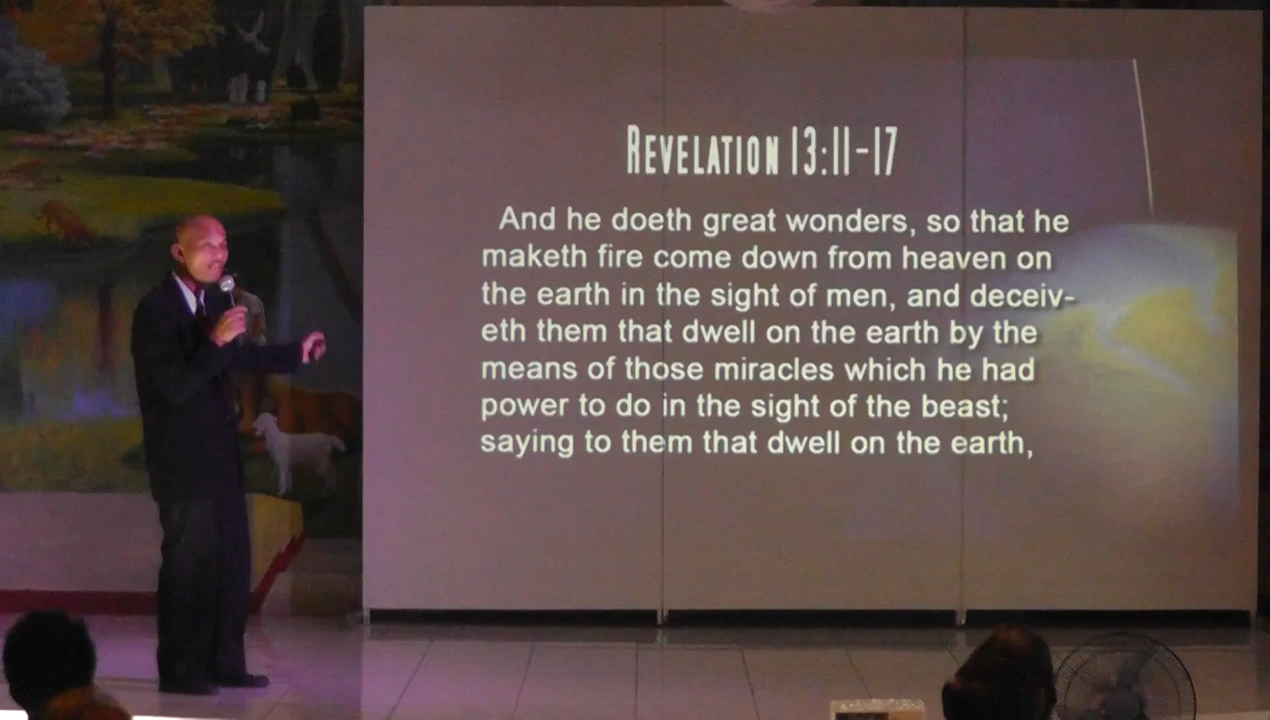 REVELATION 13:11-17
And he doeth great wonders, so that he
maketh fire come down from heaven on
the earth in the sight of men, and deceiv-
eth them that dwell on the earth by the
means of those miracles which he had
power to do in the sight of the beast;
saying to them that dwell on the earth,